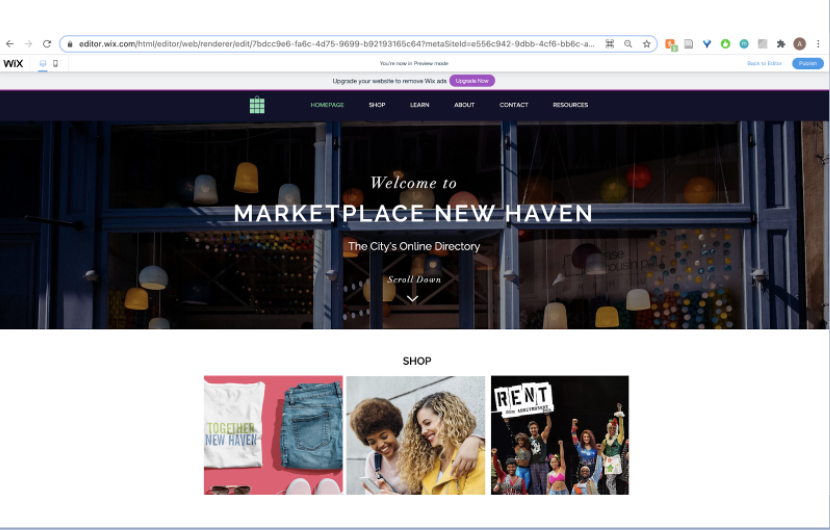 editor.wix.com/html/editor/web/renderer/edit/7bdcc9e6-fa6c-4d75-9699-b92193165c64?metaSiteId=e556c942-9dbb-4cf6-bb6c-a...
A
WiX
You're now in Preview mode
Back to Editor
Publish
Upgrade your website to remove Wix ads
Upgrade Now
HOMEPAGE
SHOP
LEARN
ABOUT
CONTACT
RESOURCES
Welcome to
MARKETPLACE NEW HAVEN
The City's Online Directory
Scroll Down
SHOP
TOGETHER
NEW HAVEN
RENT